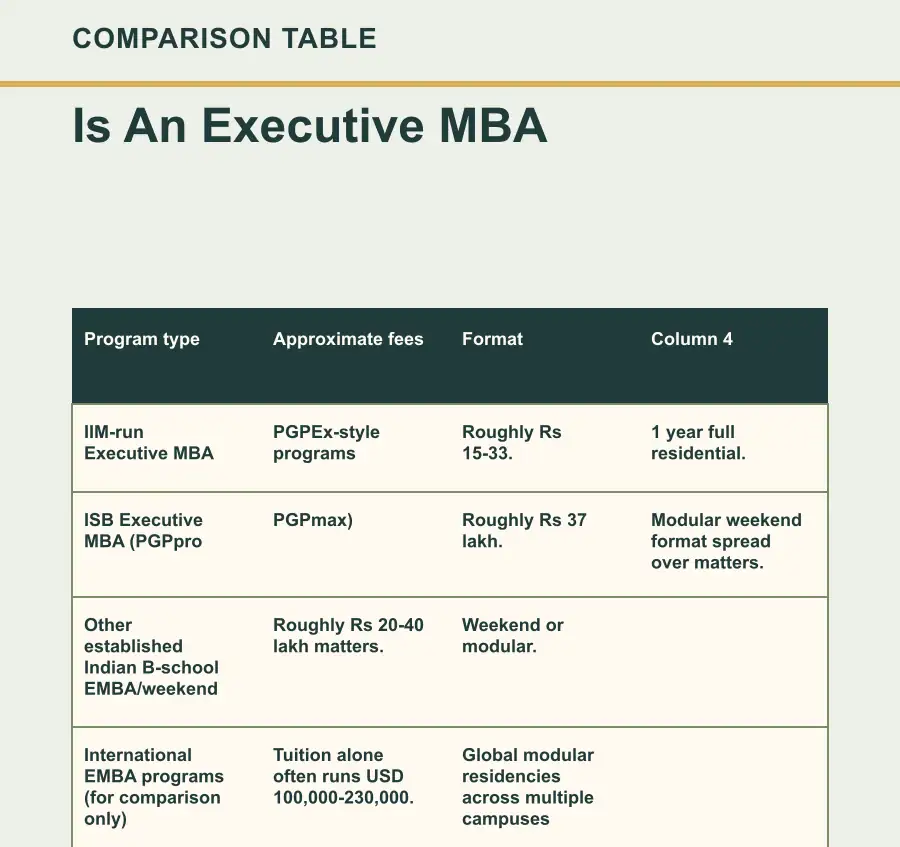 COMPARISON TABLE
Is An Executive MBA
Program type
Approximate fees
Format
Column 4
IIM-run
Executive MBA
PGPEx-style
programs
Roughly Rs
15-33.
1 year full
residential.
ISB Executive
MBA (PGPpro
PGPmax)
Roughly Rs 37
lakh.
Modular weekend
format spread
over matters.
Other
established
Indian B-school
EMBA/weekend
Roughly Rs 20-40
lakh matters.
Weekend or
modular.
International
EMBA programs
(for comparison
only)
Tuition alone
often runs USD
100,000-230,000.
Global modular
residencies
across multiple
campuses